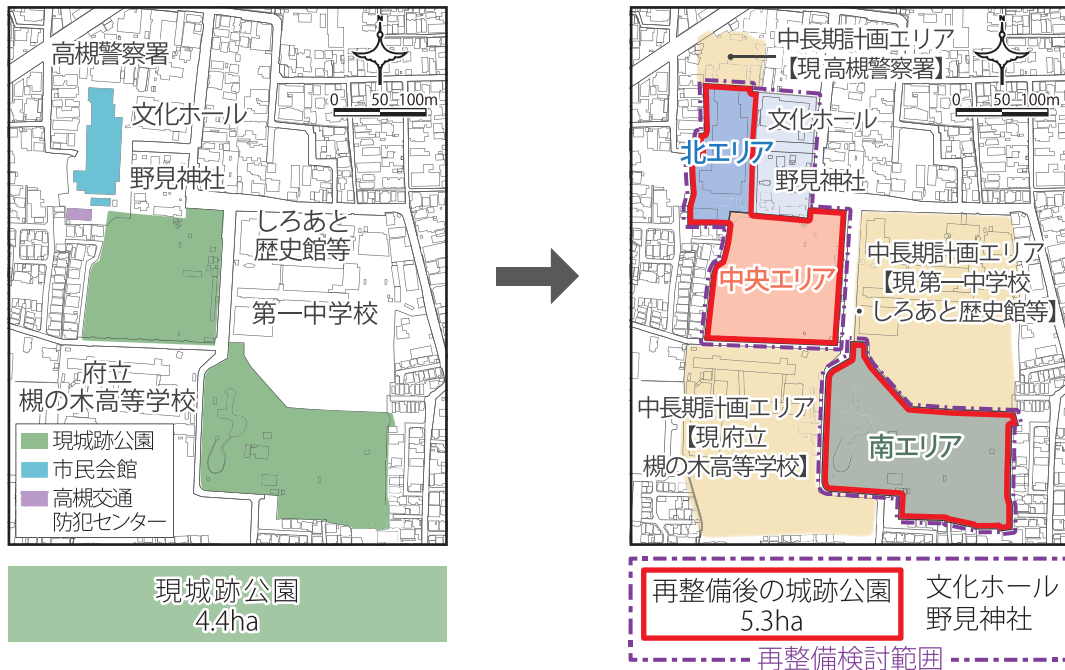 高槻警察署
N
0 50 100m
文化ホール
野見神社
しろあと
歴史館等
第一中学校
府立
槻の木高等学校
現城跡公園
市民会館
高槻交通
防犯センター
現城跡公園
4.4ha
中長期計画エリア
【現 高槻警察署】
N
0 50 100m
文化ホール
北エリア
野見神社
中央エリア
中長期計画エリア
【現 第一中学校
・しろあと歴史館等】
中長期計画エリア
【現 府立
槻の木高等学校】
南エリア
再整備後の城跡公園
5.3ha
文化ホール
野見神社
再整備検討範囲